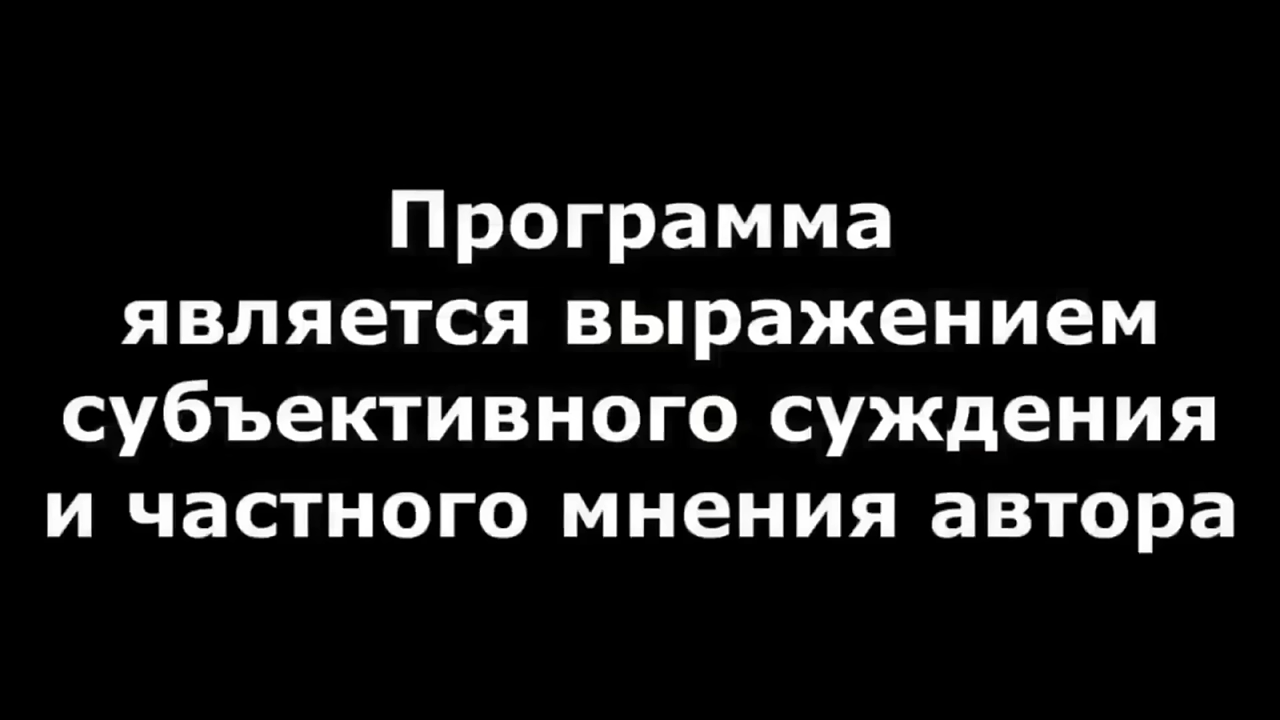 Программа
является выражением
субъективного суждения
и частного мнения автора